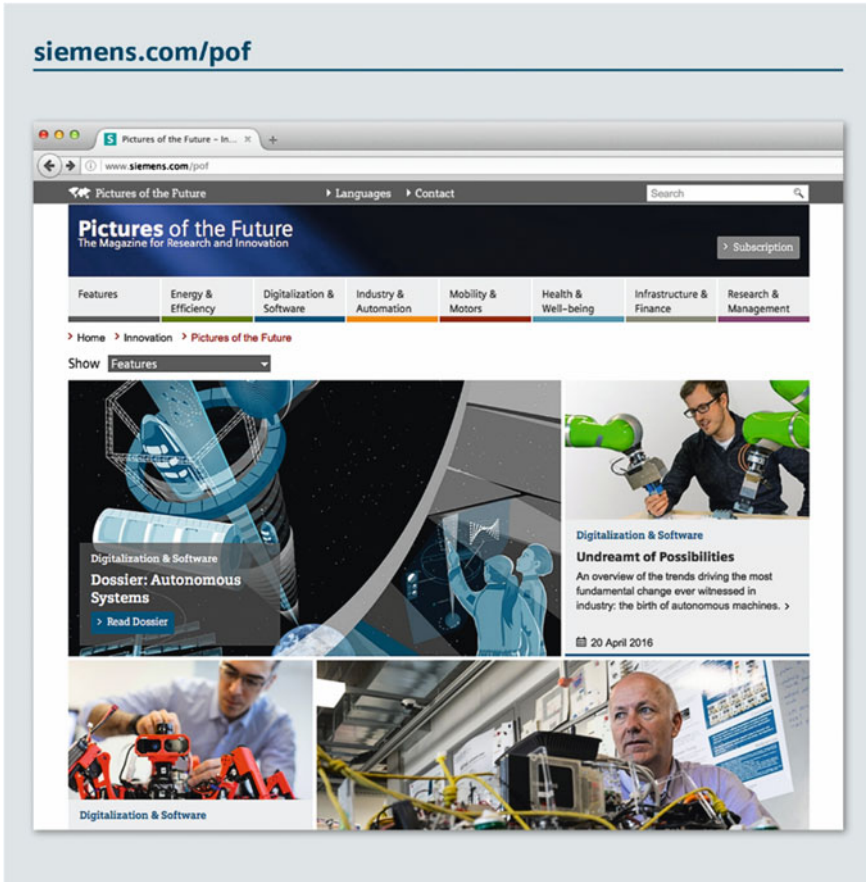 siemens.com/pof
Pictures of the Future – In... × +
www.siemens.com/pof
Pictures of the Future
Languages
Contact
Search
Pictures of the Future
The Magazine for Research and Innovation
Subscription
Features
Energy &
Efficiency
Digitalization &
Software
Industry &
Automation
Mobility &
Motors
Health &
Well-being
Infrastructure &
Finance
Research &
Management
Home > Innovation > Pictures of the Future
Show Features
Digitalization & Software
Dossier: Autonomous
Systems
> Read Dossier
Digitalization & Software
Undreamt of Possibilities
An overview of the trends driving the most
fundamental change ever witnessed in
industry: the birth of autonomous machines. >
20 April 2016
Digitalization & Software